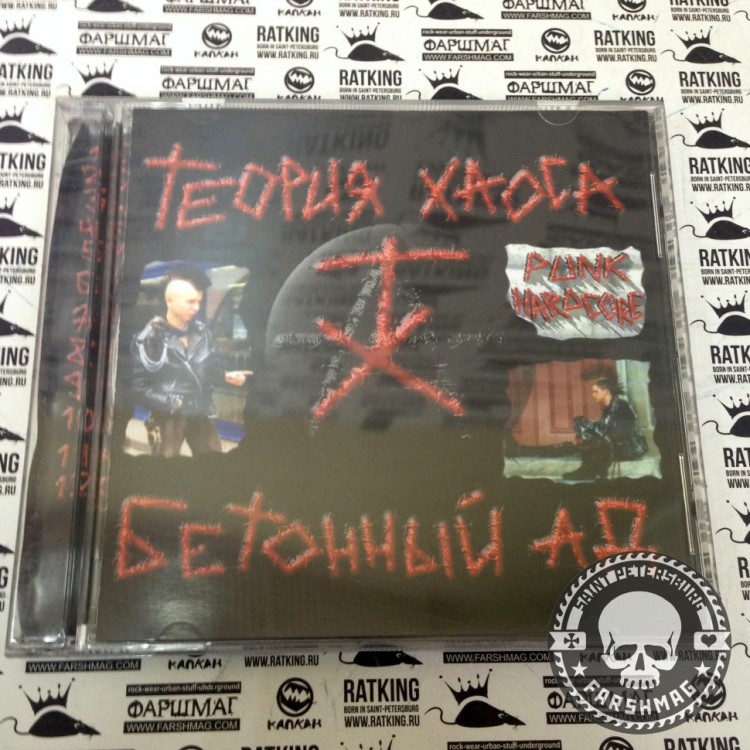 ТЕОРИЯ ХАОСА
PUNK
HARDCORE
БЕТОННЫЙ АД
SAINT PETERSBURG
FARSHMAG
RATKING
BORN IN SAINT-PETERSBURG
WWW.RATKING.RU
rock-wear-urban-stuff-underground
ФАРШМАГ
WWW.FARSHMAG.COM
КАПКАН